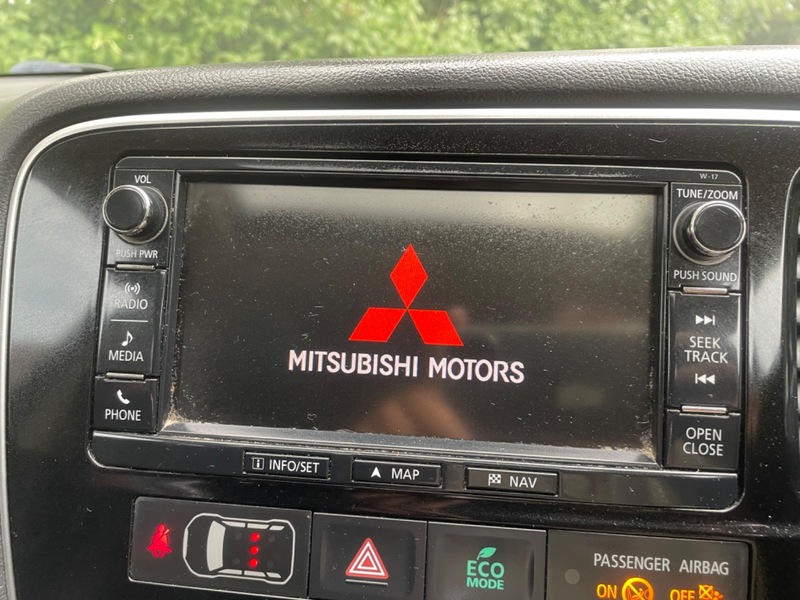 W-17
VOL
PUSH PWR
RADIO
MEDIA
PHONE
MITSUBISHI MOTORS
TUNE/ZOOM
PUSH SOUND
SEEK
TRACK
OPEN
CLOSE
i INFO/SET
MAP
NAV
ECO
MODE
PASSENGER AIRBAG
ON
OFF